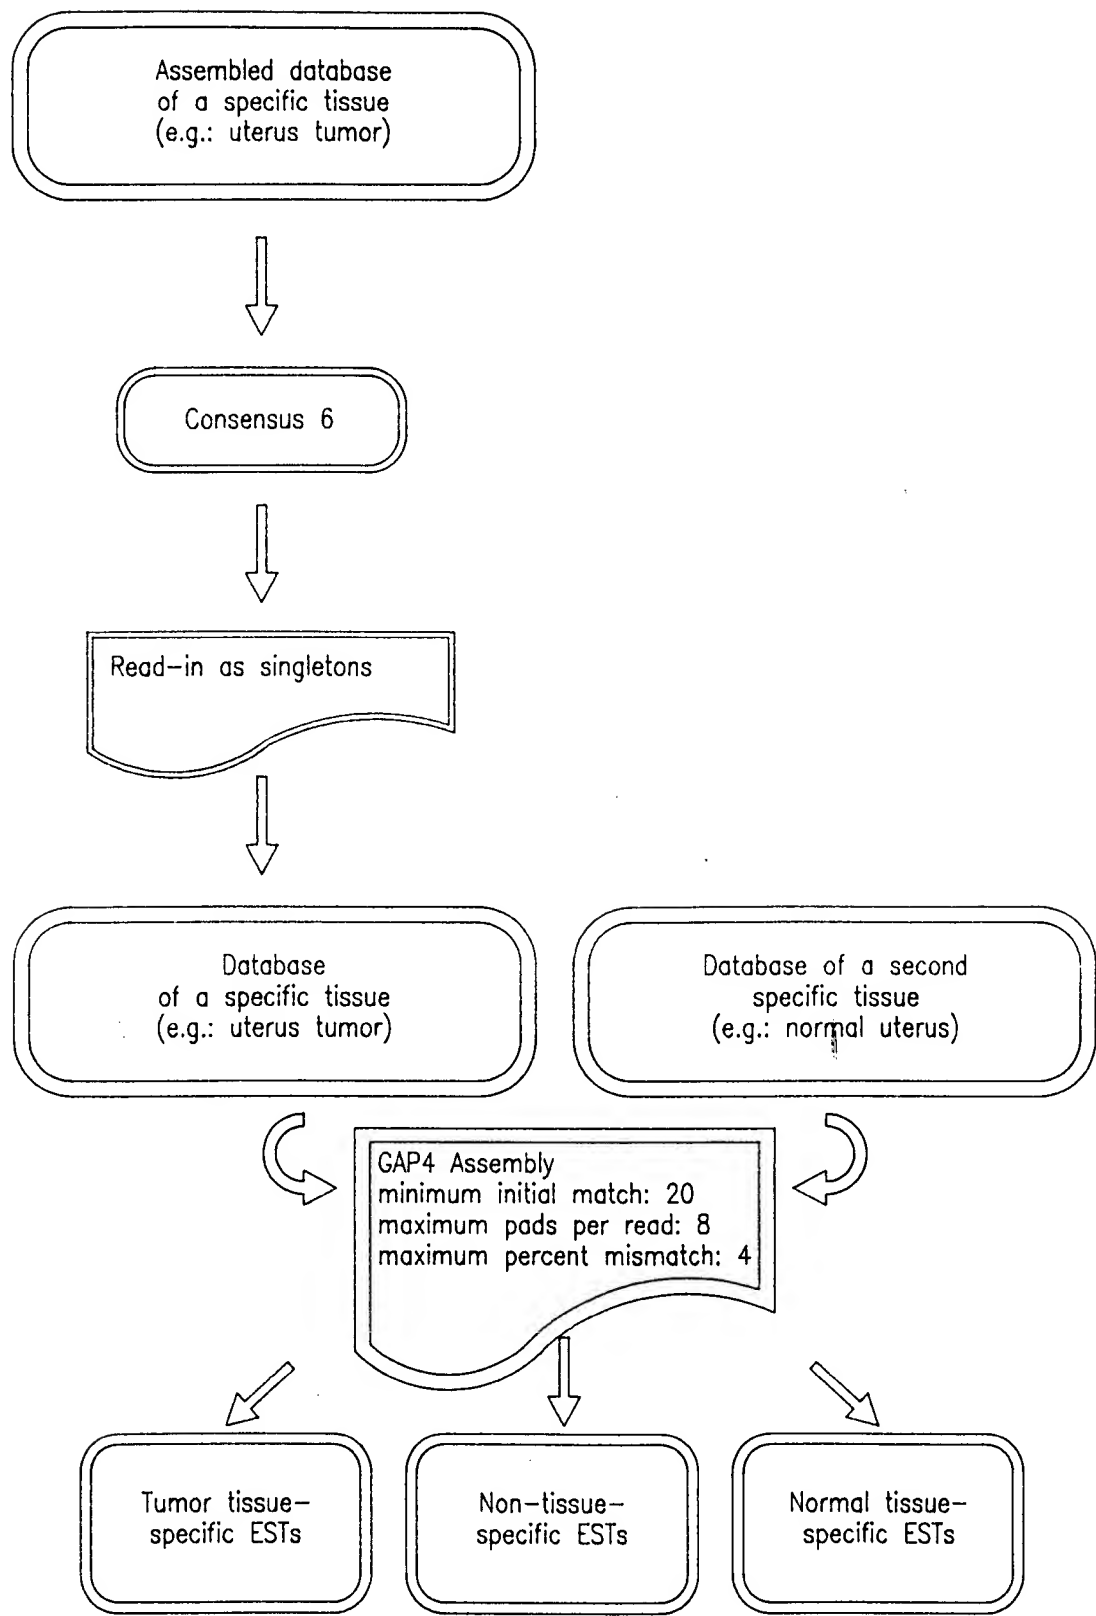 Assembled database
of a specific tissue
(e.g.: uterus tumor)
Consensus 6
Read-in as singletons
Database
of a specific tissue
(e.g.: uterus tumor)
Database of a second
specific tissue
(e.g.: normal uterus)
GAP4 Assembly
minimum initial match: 20
maximum pads per read: 8
maximum percent mismatch: 4
Tumor tissue-
specific ESTs
Non-tissue-
specific ESTs
Normal tissue-
specific ESTs